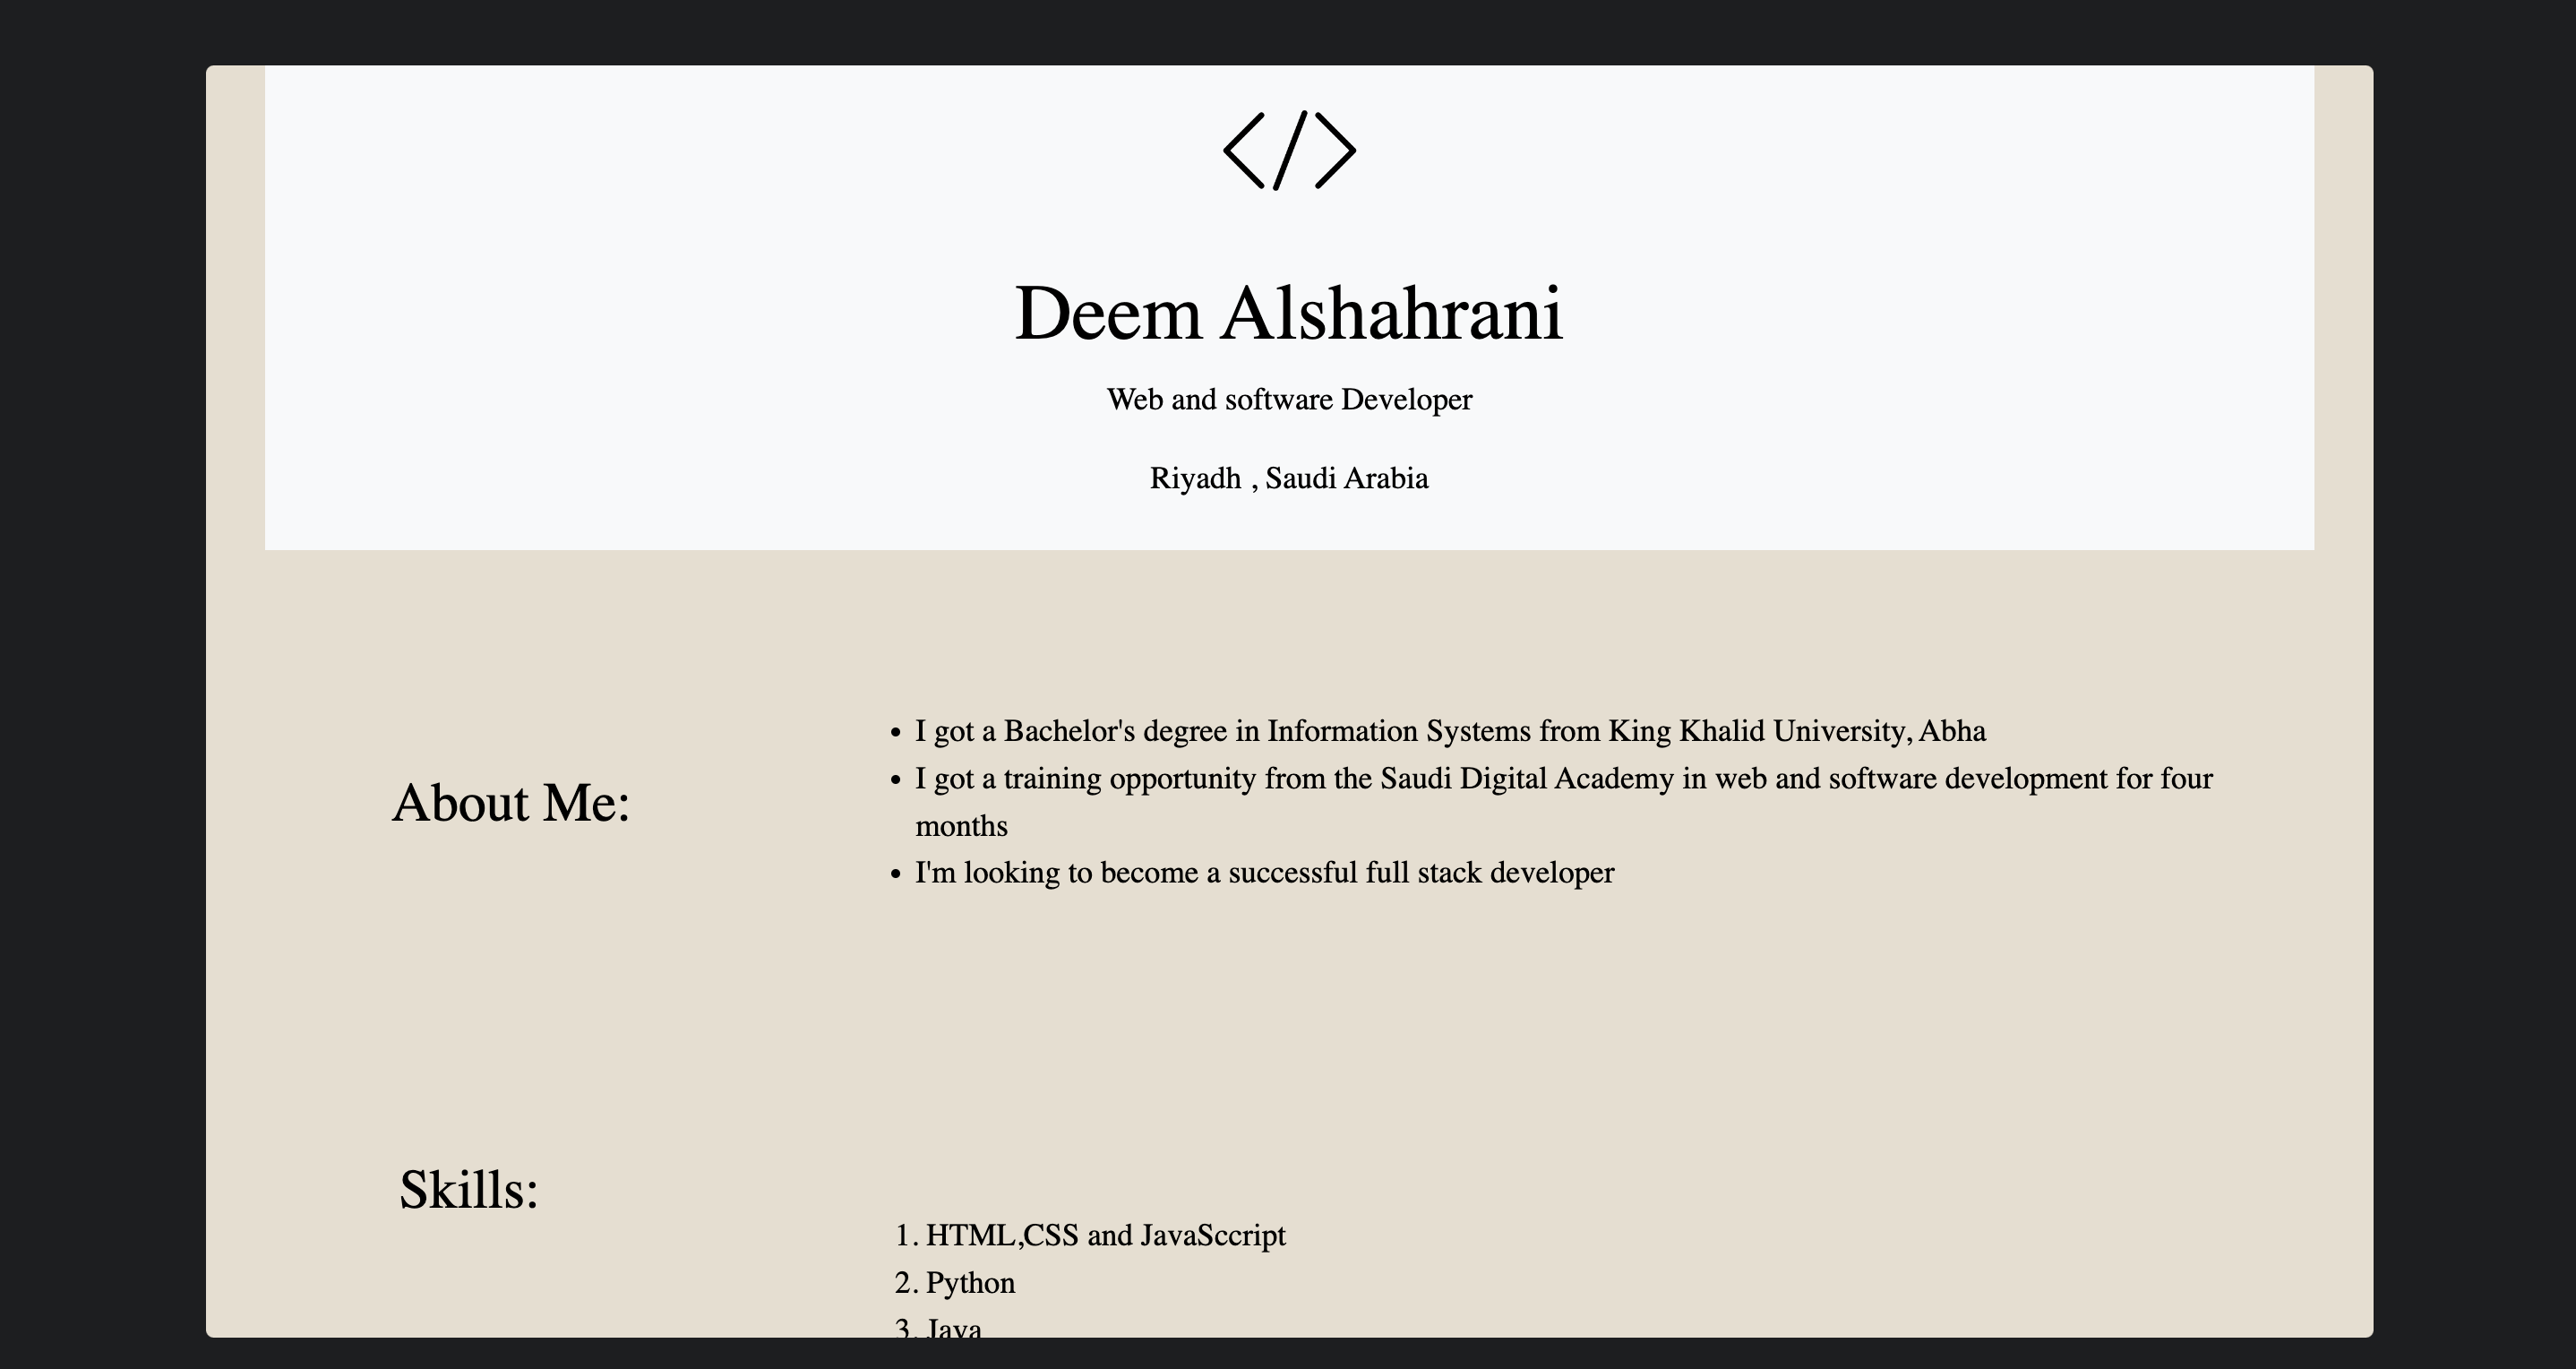 </>
Deem Alshahrani
Web and software Developer
Riyadh , Saudi Arabia
About Me:
• I got a Bachelor's degree in Information Systems from King Khalid University, Abha
• I got a training opportunity from the Saudi Digital Academy in web and software development for four
months
• I'm looking to become a successful full stack developer
Skills:
1. HTML,CSS and JavaSccript
2. Python
3. Java